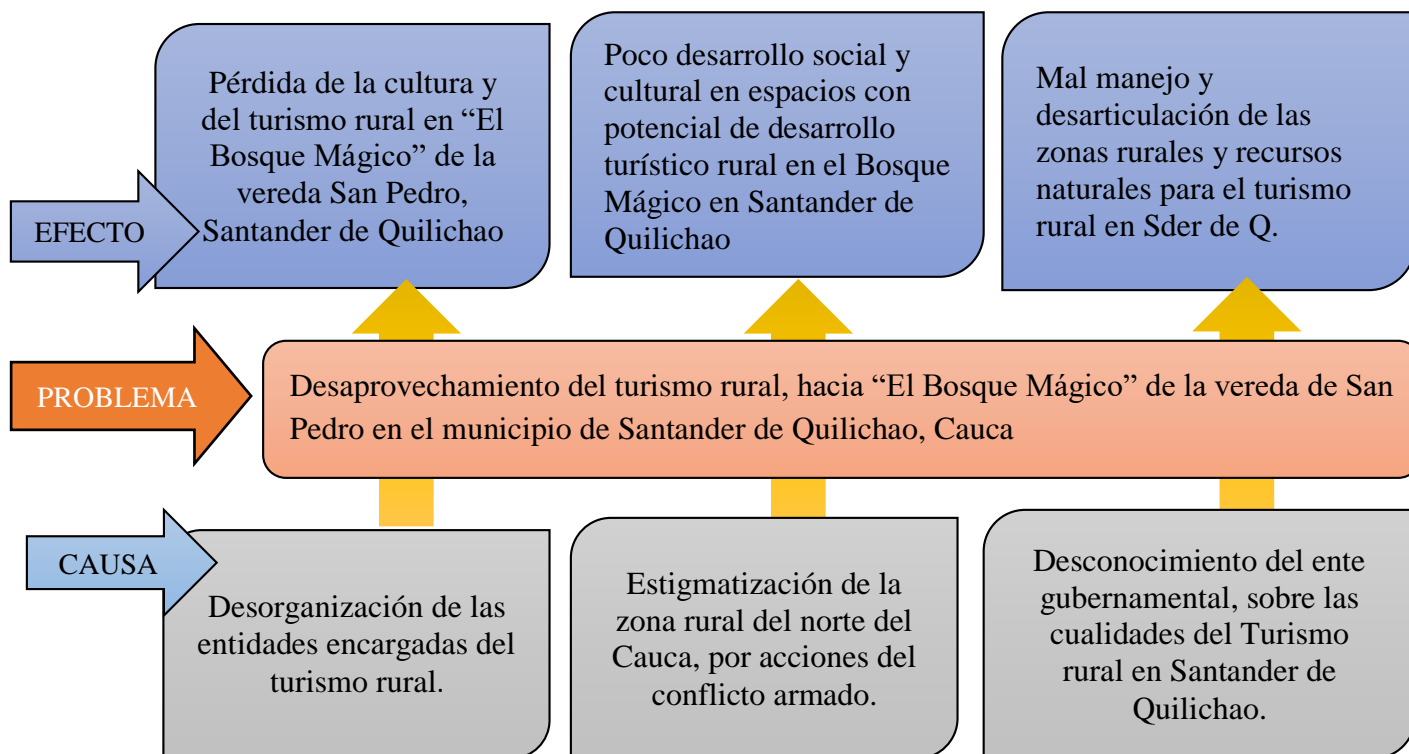 Pérdida de la cultura y
del turismo rural en “El
Bosque Mágico” de la
vereda San Pedro,
Santander de Quilichao
Poco desarrollo social y
cultural en espacios con
potencial de desarrollo
turístico rural en el Bosque
Mágico en Santander de
Quilichao
Mal manejo y
desarticulación de las
zonas rurales y recursos
naturales para el turismo
rural en Sder de Q.
EFECTO
PROBLEMA
Desaprovechamiento del turismo rural, hacia “El Bosque Mágico” de la vereda de San
Pedro en el municipio de Santander de Quilichao, Cauca
CAUSA
Desorganización de las
entidades encargadas del
turismo rural.
Estigmatización de la
zona rural del norte del
Cauca, por acciones del
conflicto armado.
Desconocimiento del ente
gubernamental, sobre las
cualidades del Turismo
rural en Santander de
Quilichao.